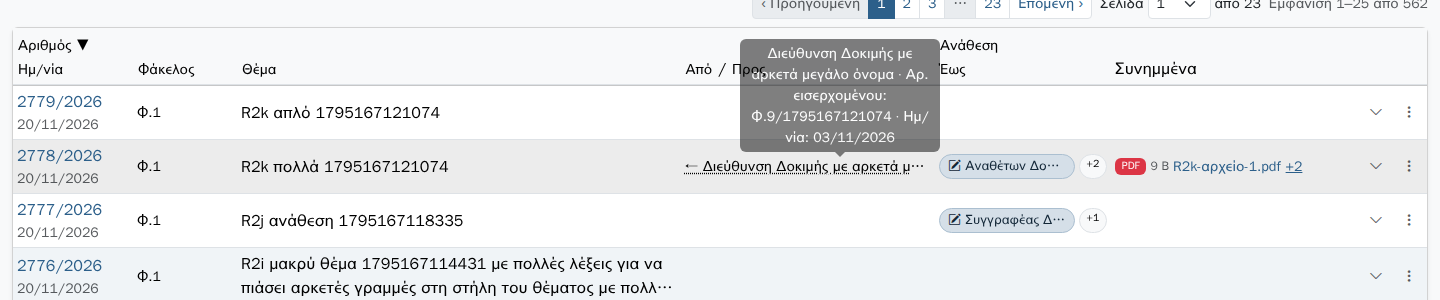 ‹ Προηγούμενη 1 2 3 ⋯ 23 Επόμενη › Σελίδα 1 από 23 Εμφάνιση 1–25 από 562
Αριθμός ▼ Ανάθεση
Ημ/νία Φάκελος Θέμα Από / Προς Έως Συνημμένα
Διεύθυνση Δοκιμής με
αρκετά μεγάλο όνομα · Αρ.
εισερχομένου:
Φ.9/1795167121074 · Ημ/
νία: 03/11/2026
2779/2026
20/11/2026
Φ.1 R2k απλό 1795167121074
2778/2026
20/11/2026
Φ.1 R2k πολλά 1795167121074 ← Διεύθυνση Δοκιμής με αρκετά μ⋯ Αναθέτων Δο⋯ +2 PDF 9 B R2k-αρχείο-1.pdf +2
2777/2026
20/11/2026
Φ.1 R2j ανάθεση 1795167118335 Συγγραφέας Δ⋯ +1
2776/2026
20/11/2026
Φ.1 R2i μακρύ θέμα 1795167114431 με πολλές λέξεις για να
πιάσει αρκετές γραμμές στη στήλη του θέματος με πολλ⋯